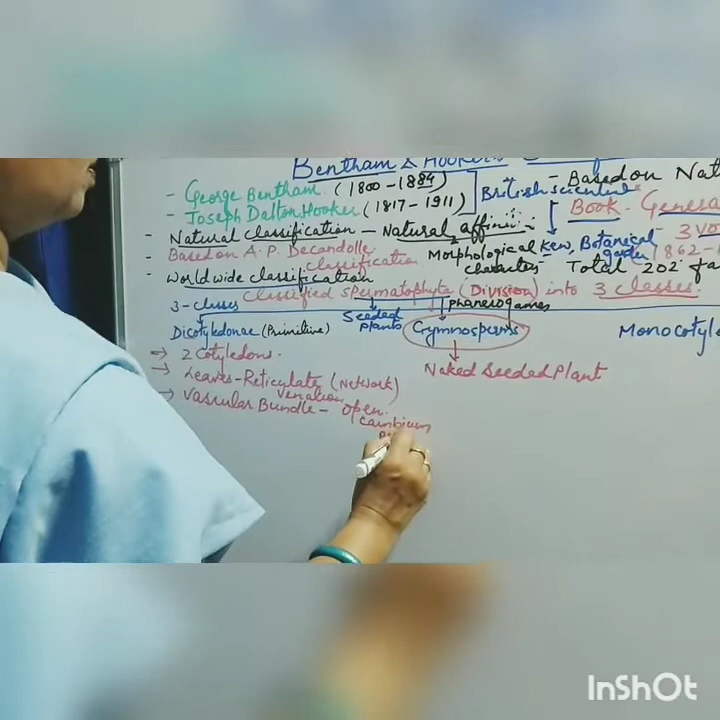 Bentham & Hooker's
- George Bentham (1800-1884)
- Joseph Dalton Hooker (1817-1911)
British scientist
- Based on Nat
Book - Genera
- Natural classification - Natural affini
3 vo
- Based on A.P. Decandolle classification
Morphological characters
Kew, Botanical garden
(1862-1
- Worldwide classification
Total 202 fa
Classified spermatophyta (Division) into 3 classes.
3-classes
Seeded plants
phanerogames
Dicotyledonae (Primitive)
Gymnosperms
Monocotyle
→ 2 cotyledons.
Naked Seeded Plant
→ Leaves-Reticulate (Network) venation
→ Vascular Bundle - open.
cambium
InShOt